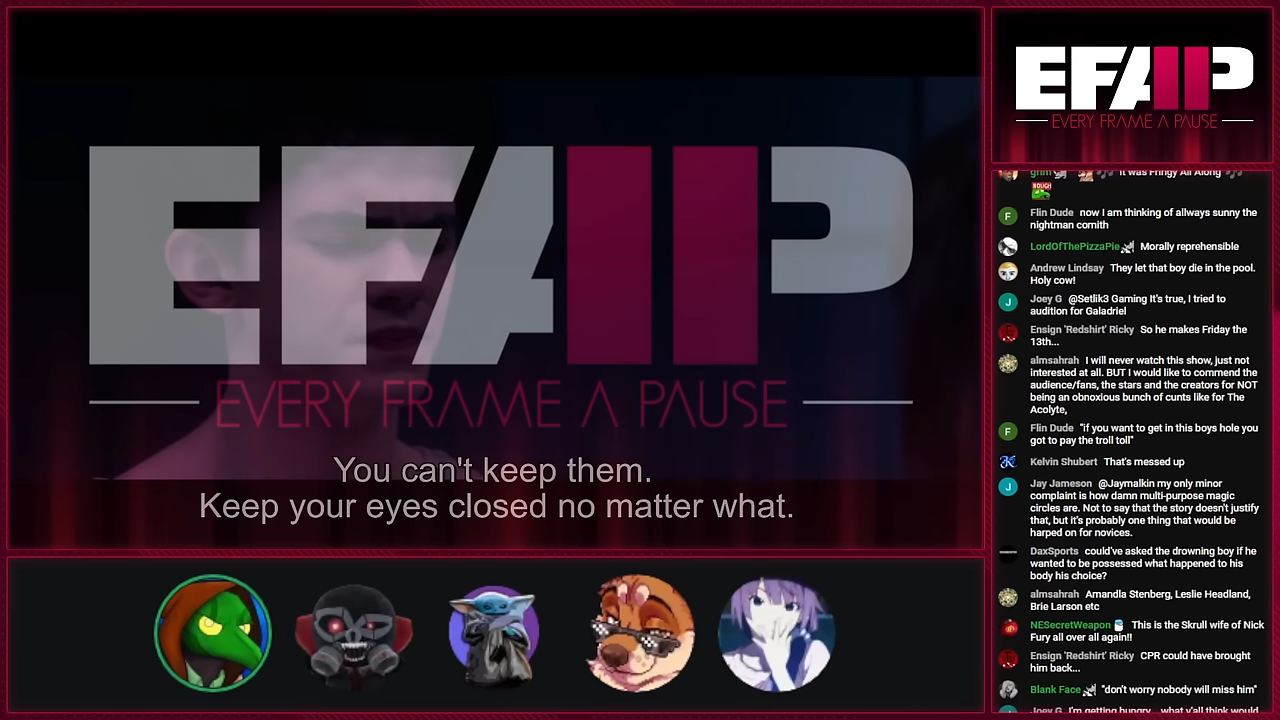 EFAP
EVERY FRAME A PAUSE
You can't keep them.
Keep your eyes closed no matter what.
EFAP
EVERY FRAME A PAUSE
grim It was Fringy All Along
Flin Dude now I am thinking of allways sunny the
nightman comith
LordOfThePizzaPie Morally reprehensible
Andrew Lindsay They let that boy die in the pool.
Holy cow!
Joey G @Setlik3 Gaming It's true, I tried to
audition for Galadriel
Ensign 'Redshirt' Ricky So he makes Friday the
13th...
almsahrah I will never watch this show, just not
interested at all. BUT I would like to commend the
audience/fans, the stars and the creators for NOT
being an obnoxious bunch of cunts like for The
Acolyte,
Flin Dude "if you want to get in this boys hole you
got to pay the troll toll"
Kelvin Shubert That's messed up
Jay Jameson @Jaymalkin my only minor
complaint is how damn multi-purpose magic
circles are. Not to say that the story doesn't justify
that, but it's probably one thing that would be
harped on for novices.
DaxSports could've asked the drowning boy if he
wanted to be possessed what happened to his
body his choice?
almsahrah Amandla Stenberg, Leslie Headland,
Brie Larson etc
NESecretWeapon This is the Skrull wife of Nick
Fury all over all again!!
Ensign 'Redshirt' Ricky CPR could have brought
him back...
Blank Face "don't worry nobody will miss him"
Joey G I'm getting hungry... what y'all think would